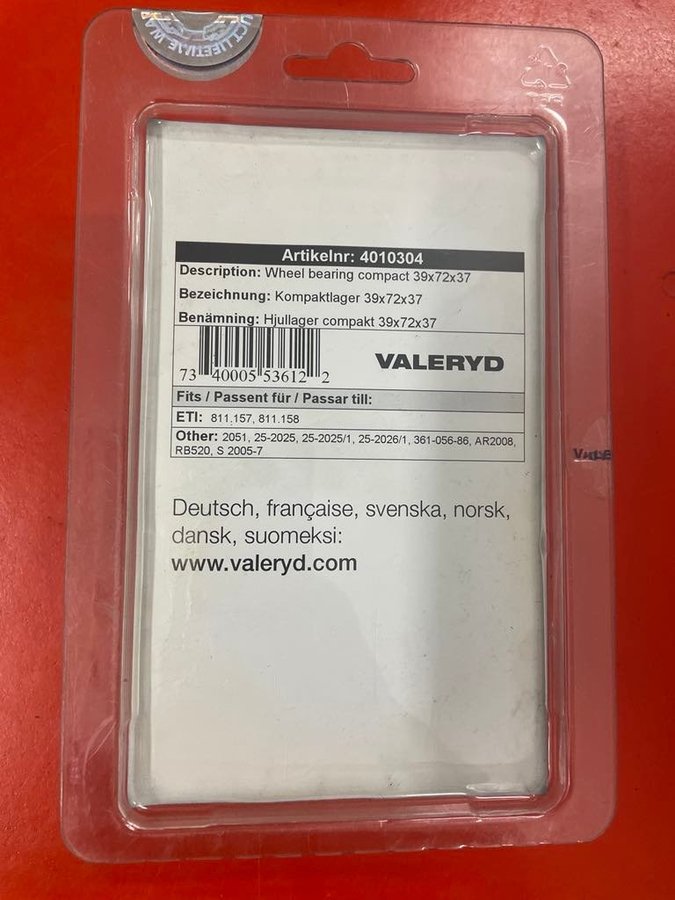 Artikelnr: 4010304
Description: Wheel bearing compact 39x72x37
Bezeichnung: Kompaktlager 39x72x37
Benämning: Hjullager compakt 39x72x37
73 40005 53612 2
VALERYD
Fits / Passent für / Passar till:
ETI: 811.157, 811.158
Other: 2051, 25-2025, 25-2025/1, 25-2026/1, 361-056-86, AR2008,
RB520, S 2005-7
Deutsch, française, svenska, norsk,
dansk, suomeksi:
www.valeryd.com